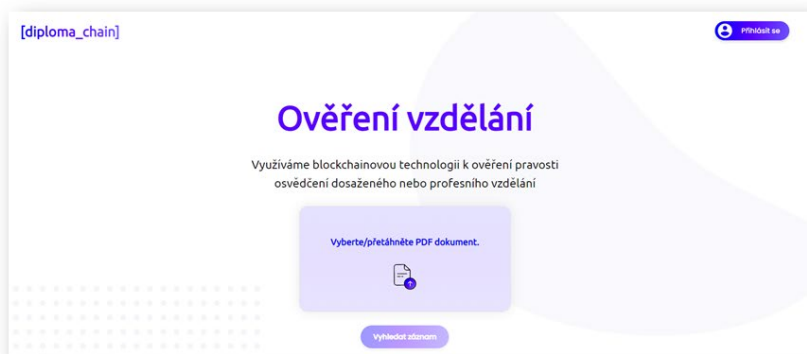 [diploma_chain]
Přihlásit se
Ověření vzdělání
Využíváme blockchainovou technologii k ověření pravosti
osvědčení dosaženého nebo profesního vzdělání
Vyberte/přetáhněte PDF dokument.
Vyhledat záznam